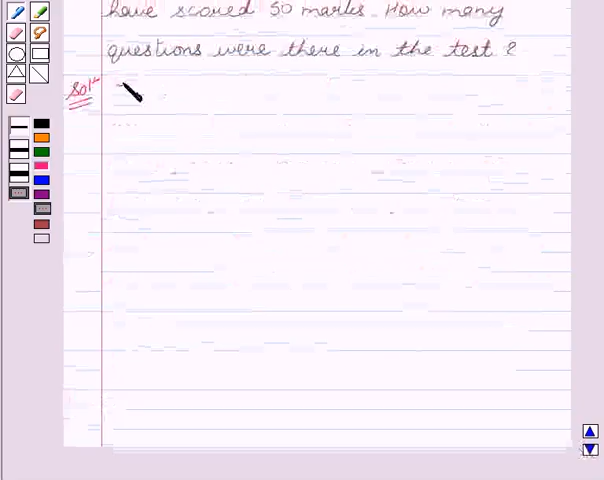 have scored 50 marks. How many
questions were there in the test ?
Sol:-